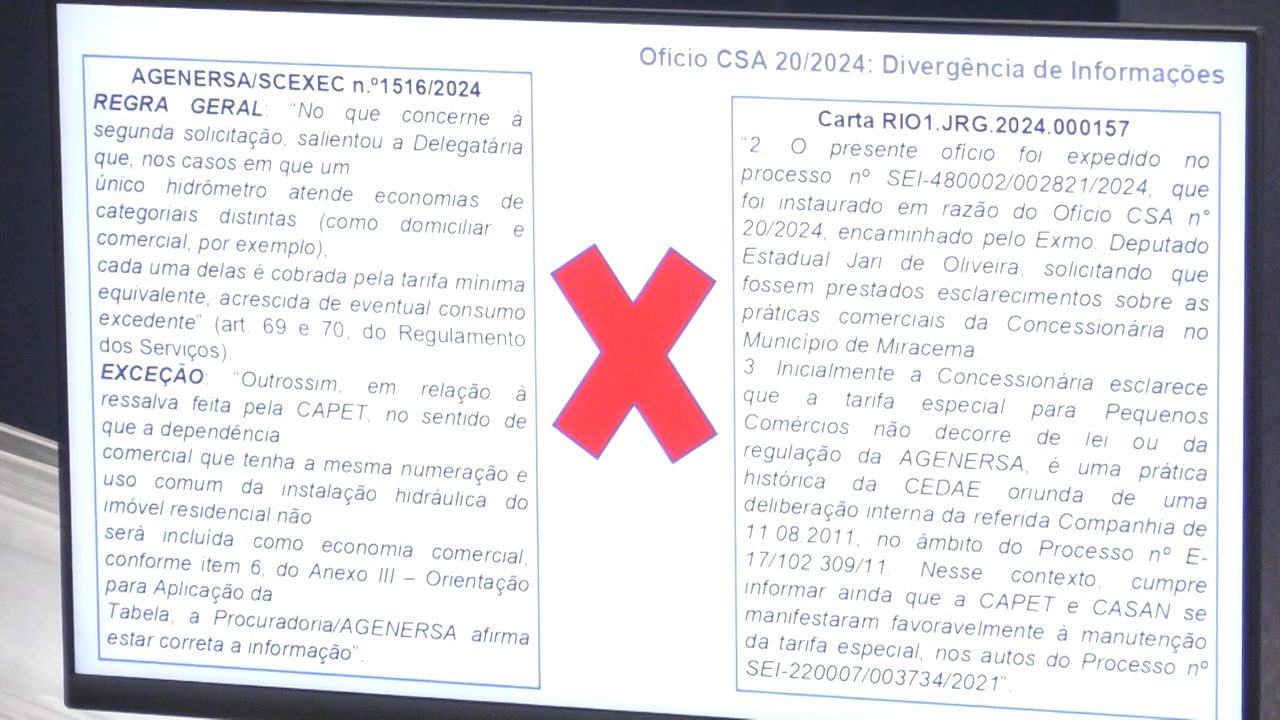 Ofício CSA 20/2024: Divergência de Informações
AGENERSA/SCEXEC n.º1516/2024
REGRA GERAL: “No que concerne à
segunda solicitação, salientou a Delegatária
que, nos casos em que um
único hidrômetro atende economias de
categoriais distintas (como domiciliar e
comercial, por exemplo),
cada uma delas é cobrada pela tarifa mínima
equivalente, acrescida de eventual consumo
excedente” (art. 69 e 70, do Regulamento
dos Serviços).
EXCEÇÃO: “Outrossim, em relação à
ressalva feita pela CAPET, no sentido de
que a dependência
comercial que tenha a mesma numeração e
uso comum da instalação hidráulica do
imóvel residencial não
será incluída como economia comercial,
conforme item 6, do Anexo III – Orientação
para Aplicação da
Tabela, a Procuradoria/AGENERSA afirma
estar correta a informação”.
Carta RIO1.JRG.2024.000157
“2. O presente ofício foi expedido no
processo nº SEI-480002/002821/2024, que
foi instaurado em razão do Ofício CSA n°
20/2024, encaminhado pelo Exmo. Deputado
Estadual Jari de Oliveira, solicitando que
fossem prestados esclarecimentos sobre as
práticas comerciais da Concessionária no
Município de Miracema.
3 Inicialmente a Concessionária esclarece
que a tarifa especial para Pequenos
Comércios não decorre de lei ou da
regulação da AGENERSA, é uma prática
histórica da CEDAE oriunda de uma
deliberação interna da referida Companhia de
11.08.2011, no âmbito do Processo nº E-
17/102.309/11. Nesse contexto, cumpre
informar ainda que a CAPET e CASAN se
manifestaram favoravelmente à manutenção
da tarifa especial, nos autos do Processo nº
SEI-220007/003734/2021”.